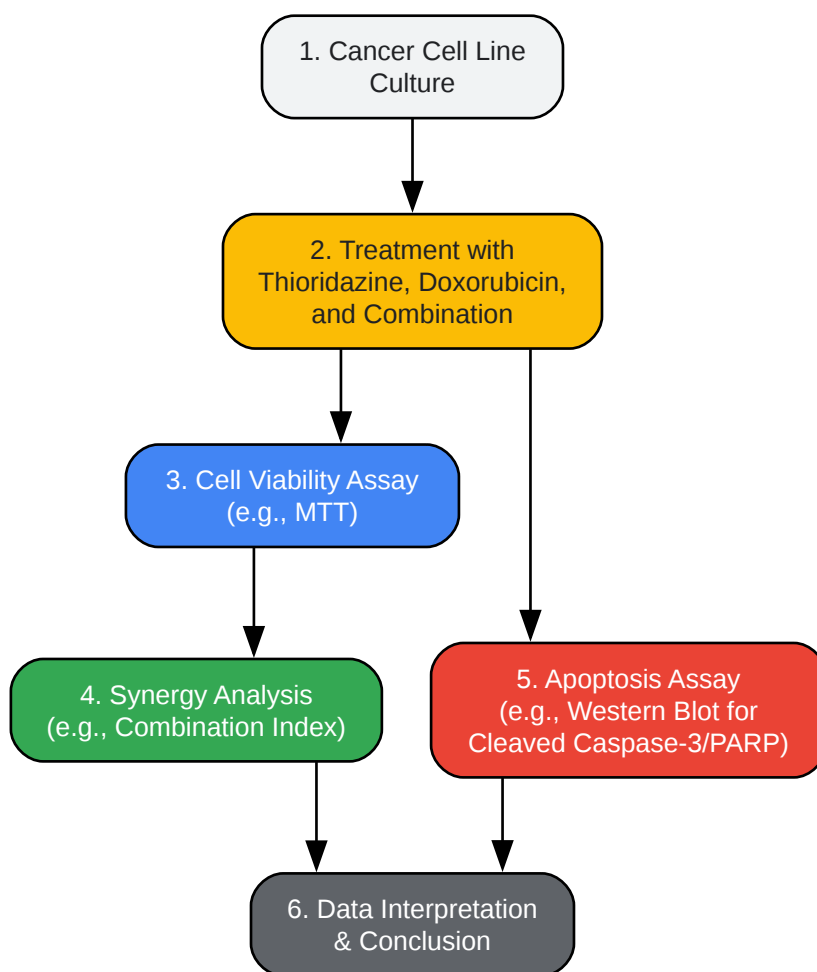 1. Cancer Cell Line
Culture
2. Treatment with
Thioridazine, Doxorubicin,
and Combination
3. Cell Viability Assay
(e.g., MTT)
4. Synergy Analysis
(e.g., Combination Index)
5. Apoptosis Assay
(e.g., Western Blot for
Cleaved Caspase-3/PARP)
6. Data Interpretation
& Conclusion